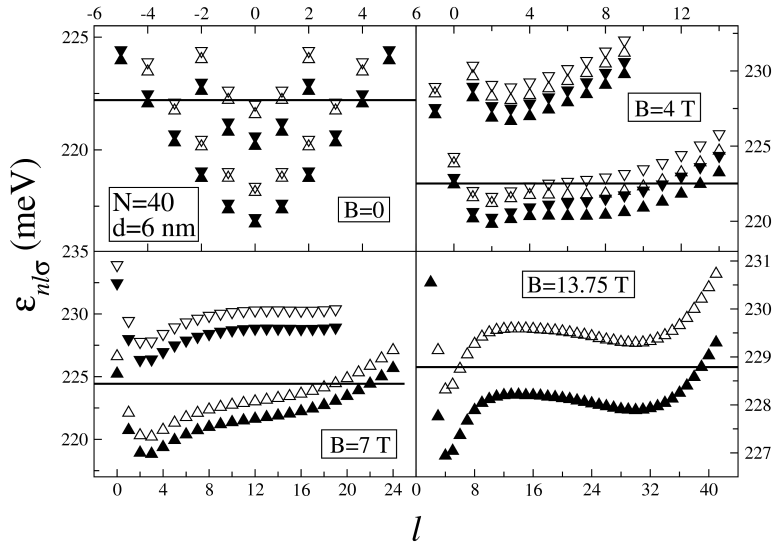 -6 -4 -2 0 2 4 6
0 4 8 12
225
220
230
225
220
N=40
d=6 nm
B=0
B=4 T
ε_{nlσ} (meV)
235
230
225
220
231
230
229
228
227
B=7 T
B=13.75 T
0 4 8 12 16 20 24
0 8 16 24 32 40
l